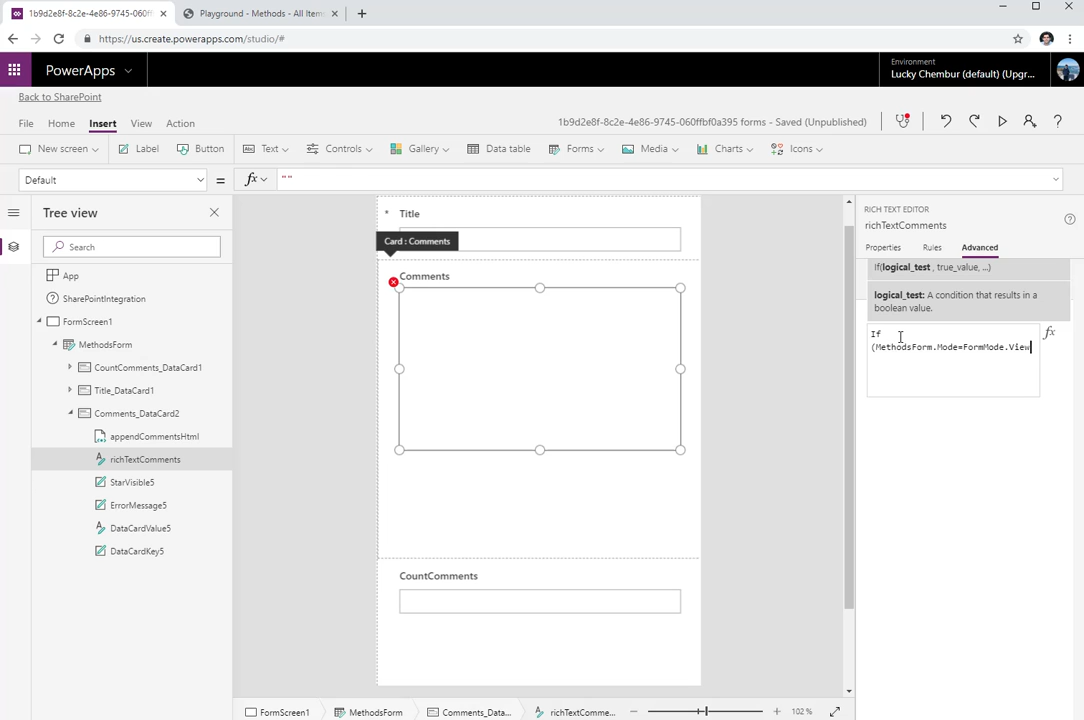 1b9d2e8f-8c2e-4e86-9745-060ff
Playground - Methods - All Item
https://us.create.powerapps.com/studio/#
PowerApps
Environment
Lucky Chembur (default) (Upgr...
Back to SharePoint
File Home Insert View Action
1b9d2e8f-8c2e-4e86-9745-060ffbf0a395 forms - Saved (Unpublished)
New screen Label Button Text Controls Gallery Data table Forms Media Charts Icons
Default = fx ""
Tree view
Search
App
SharePointIntegration
FormScreen1
MethodsForm
CountComments_DataCard1
Title_DataCard1
Comments_DataCard2
appendCommentsHtml
richTextComments
StarVisible5
ErrorMessage5
DataCardValue5
DataCardKey5
* Title
Card : Comments
Comments
CountComments
RICH TEXT EDITOR
richTextComments
Properties Rules Advanced
If(logical_test , true_value, ...)
logical_test: A condition that results in a
boolean value.
If
(MethodsForm.Mode=FormMode.View
fx
FormScreen1 MethodsForm Comments_Data... richTextComme... 102 %